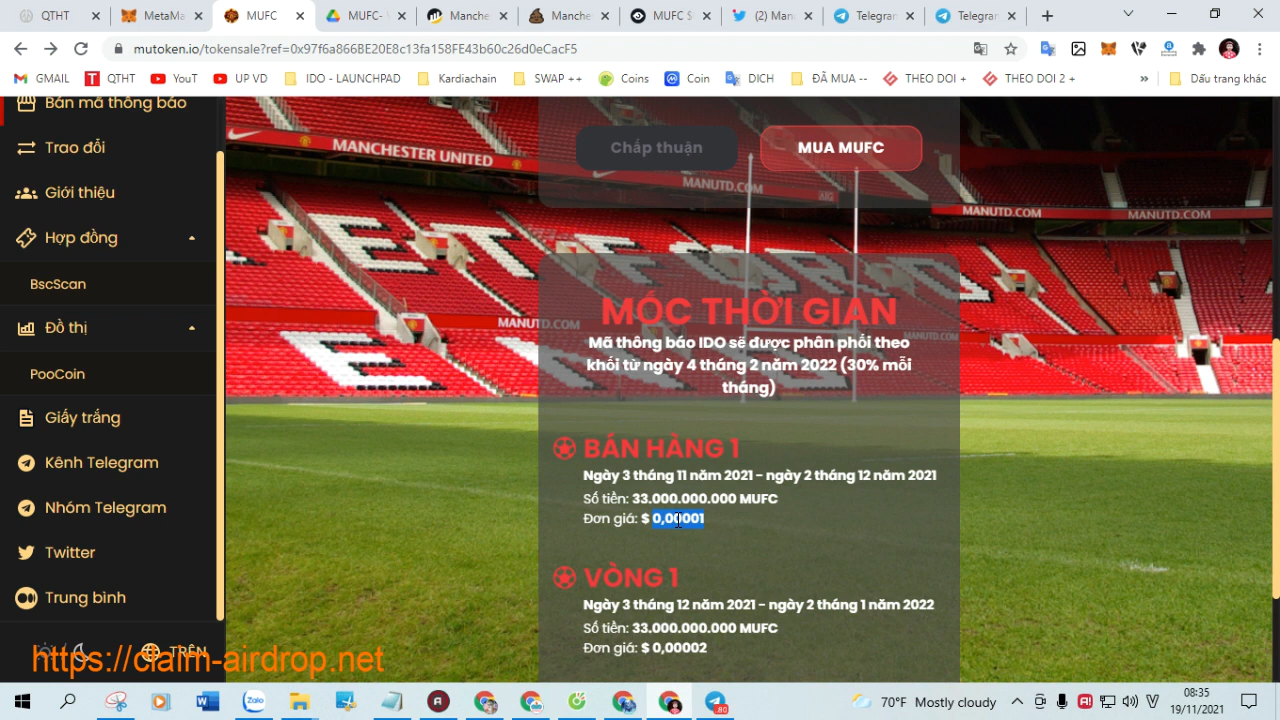 QTHT
MetaMa
MUFC
MUFC-
Manche
Manche
MUFC $
(2) Man
Telegran
Telegran
mutoken.io/tokensale?ref=0x97f6a866BE20E8c13fa158FE43b60c26d0eCacF5
GMAIL
QTHT
YouT
UP VD
IDO - LAUNCHPAD
Kardiachain
SWAP ++
Coins
Coin
DICH
ĐÃ MUA --
THEO DOI +
THEO DOI 2 +
»
Dấu trang khác
Bán mã thông báo
Trao đổi
Giới thiệu
Hợp đồng
BscScan
Đồ thị
PooCoin
Giấy trắng
Kênh Telegram
Nhóm Telegram
Twitter
Trung bình
TRÊN
https://claim-airdrop.net
MANCHESTER UNITED
MANUTD.COM
AIG
MANUTD.COM
MANUTD.COM
MANUTD.COM
MANUTD.COM
Chấp thuận
MUA MUFC
MỐC THỜI GIAN
Mã thông báo IDO sẽ được phân phối theo
khối từ ngày 4 tháng 2 năm 2022 (30% mỗi
tháng)
BÁN HÀNG 1
Ngày 3 tháng 11 năm 2021 - ngày 2 tháng 12 năm 2021
Số tiền: 33.000.000.000 MUFC
Đơn giá: $ 0,00001
VÒNG 1
Ngày 3 tháng 12 năm 2021 - ngày 2 tháng 1 năm 2022
Số tiền: 33.000.000.000 MUFC
Đơn giá: $ 0,00002
Zalo
80
70°F Mostly cloudy
08:35
19/11/2021